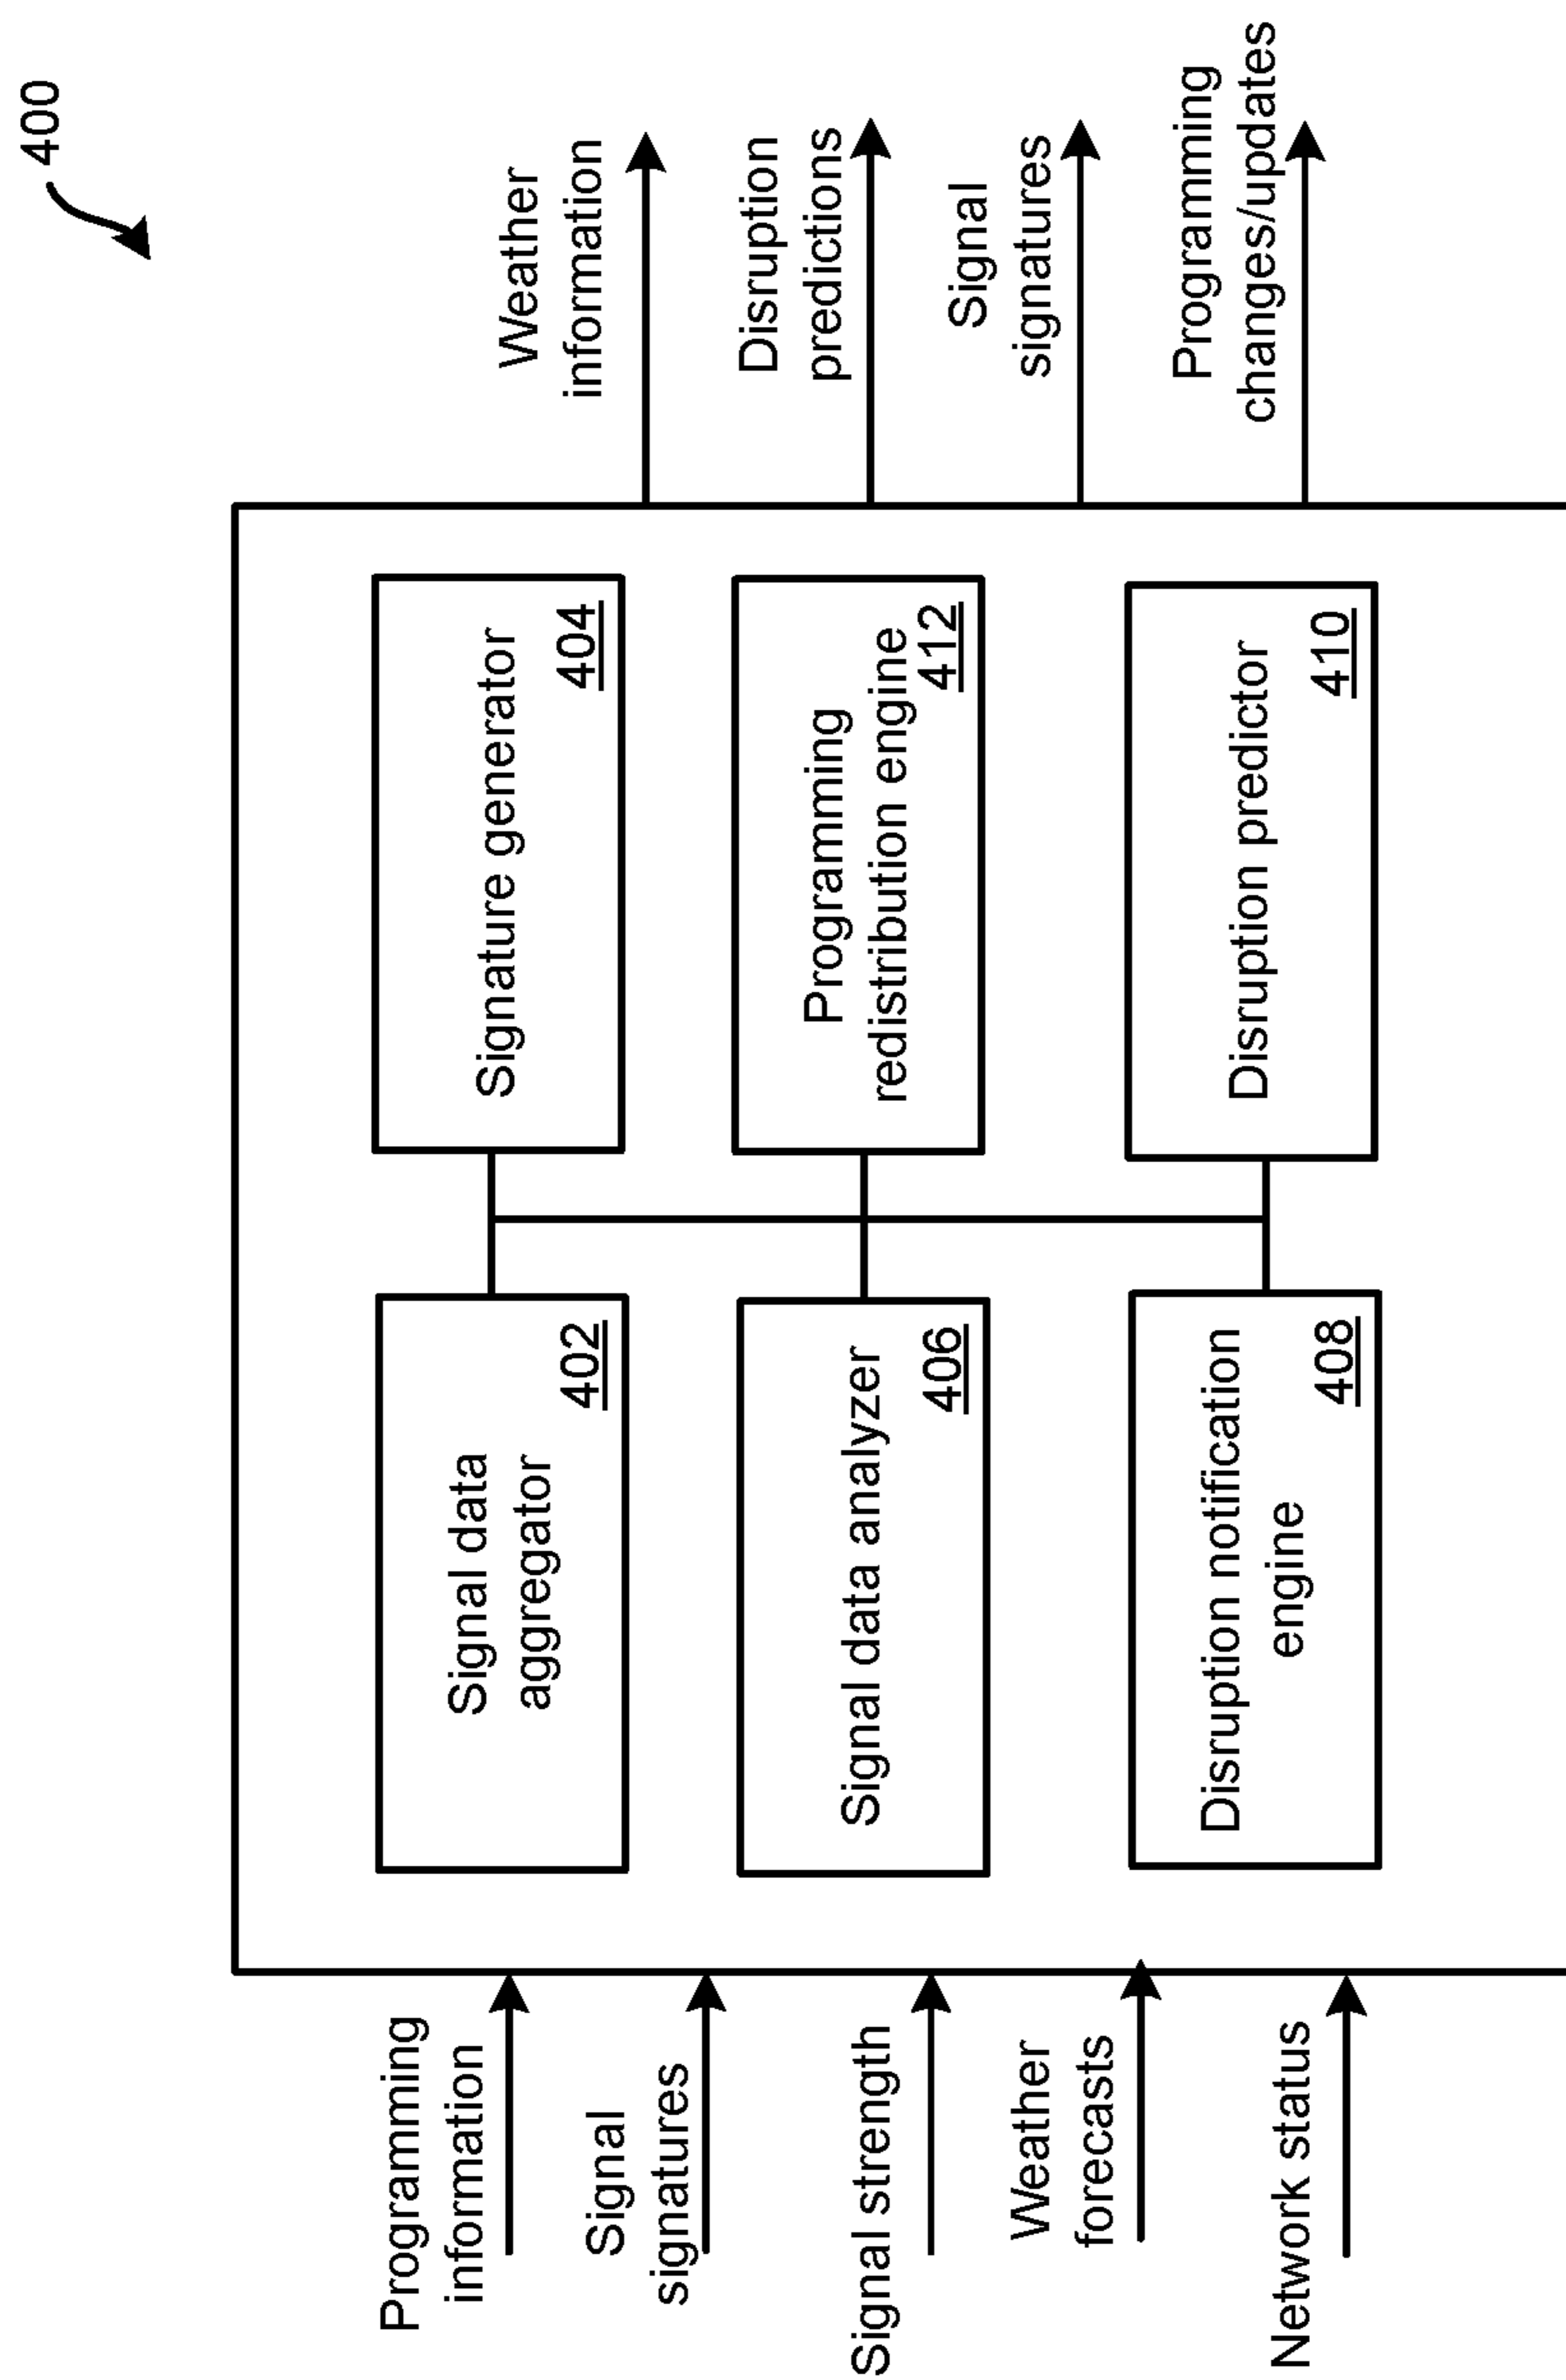 400
Programming
information
Signal
signatures
Signal strength
Weather
forecasts
Network status
Signal data
aggregator
402
Signature generator
404
Signal data analyzer
406
Programming
redistribution engine
412
Disruption notification
engine
408
Disruption predictor
410
Weather
information
Disruption
predictions
Signal
signatures
Programming
changes/updates